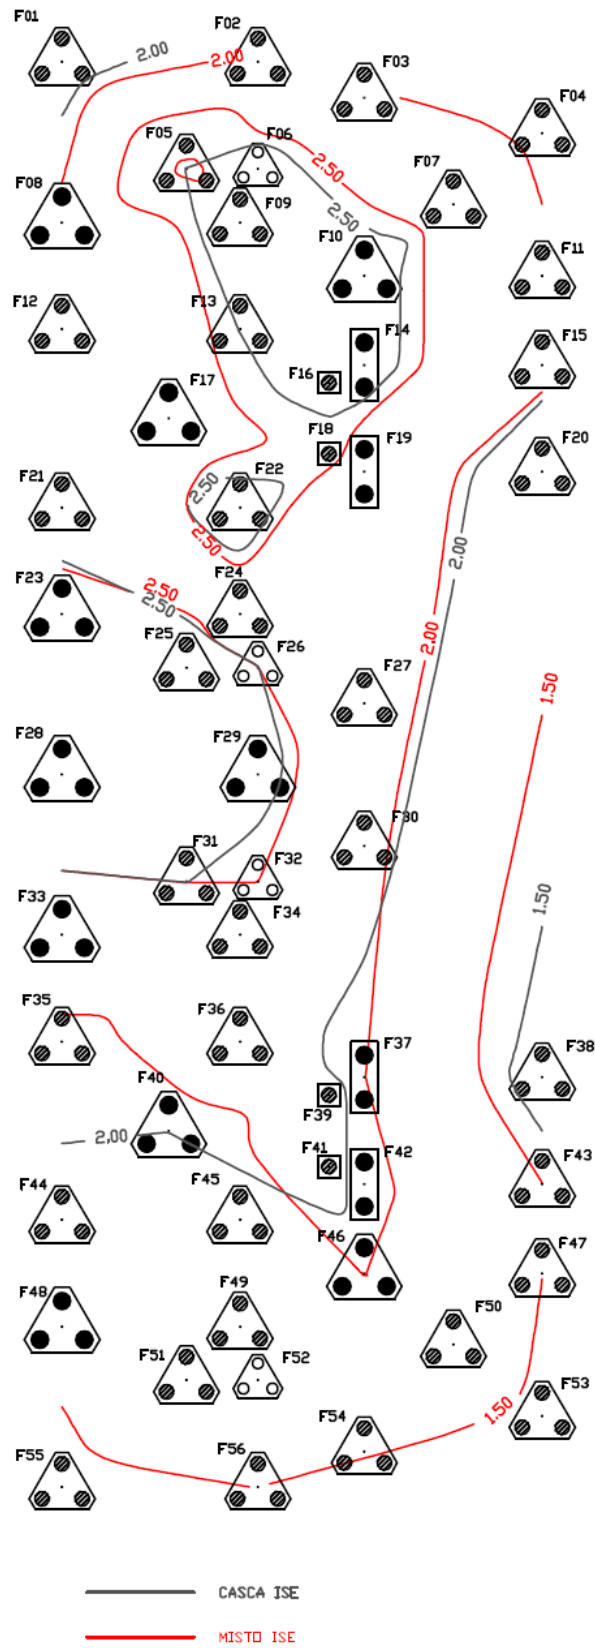 F01
F02
2.00
2.00
F03
F04
F05
F06
2.50
F07
F08
F09
2.50
F10
F11
F12
F13
F14
F15
F16
F17
F18
F19
F20
F21
F22
2.50
2.50
2.00
F23
F24
2.50
2.50
F25
F26
2.00
F27
1.50
F28
F29
F30
F31
F32
1.50
F33
F34
F35
F36
F37
F38
F39
F40
2,00
F41
F42
F43
F44
F45
F46
F47
F48
F49
F50
F51
F52
F53
1.50
F54
F55
F56
CASCA ISE
MISTO ISE